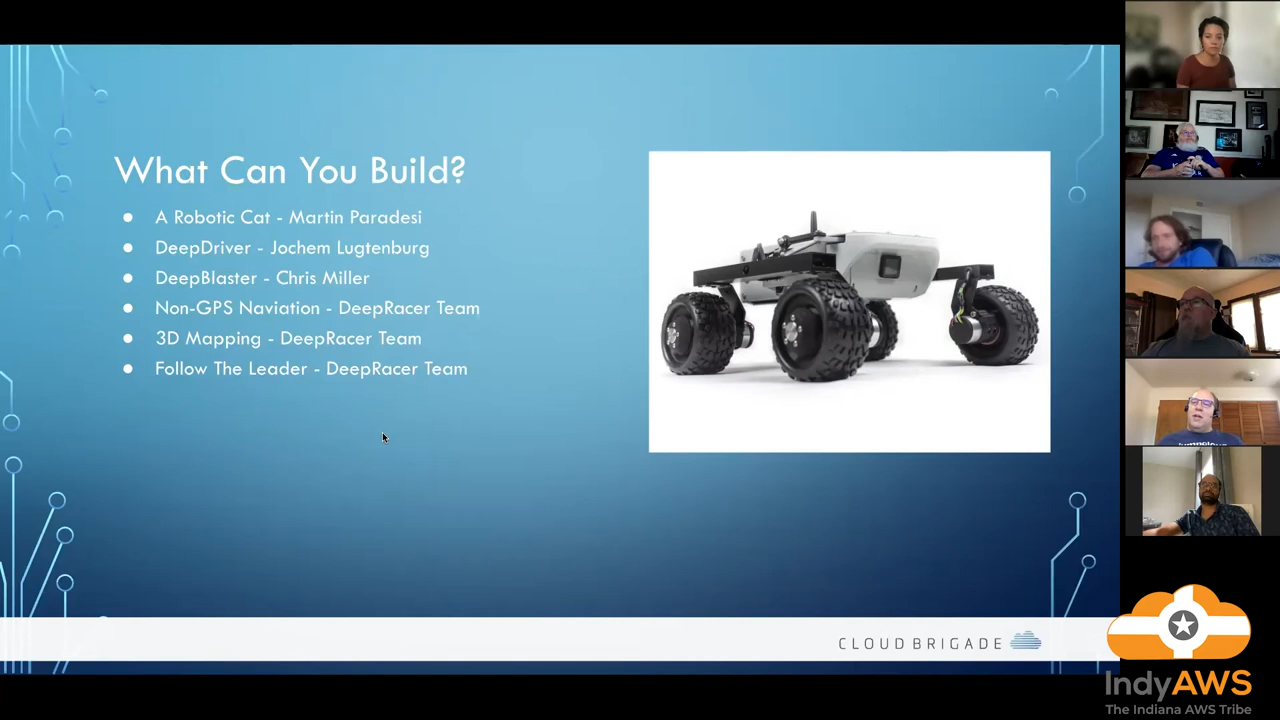 What Can You Build?
A Robotic Cat - Martin Paradesi
DeepDriver - Jochem Lugtenburg
DeepBlaster - Chris Miller
Non-GPS Naviation - DeepRacer Team
3D Mapping - DeepRacer Team
Follow The Leader - DeepRacer Team
CLOUD BRIGADE
IndyAWS
The Indiana AWS Tribe